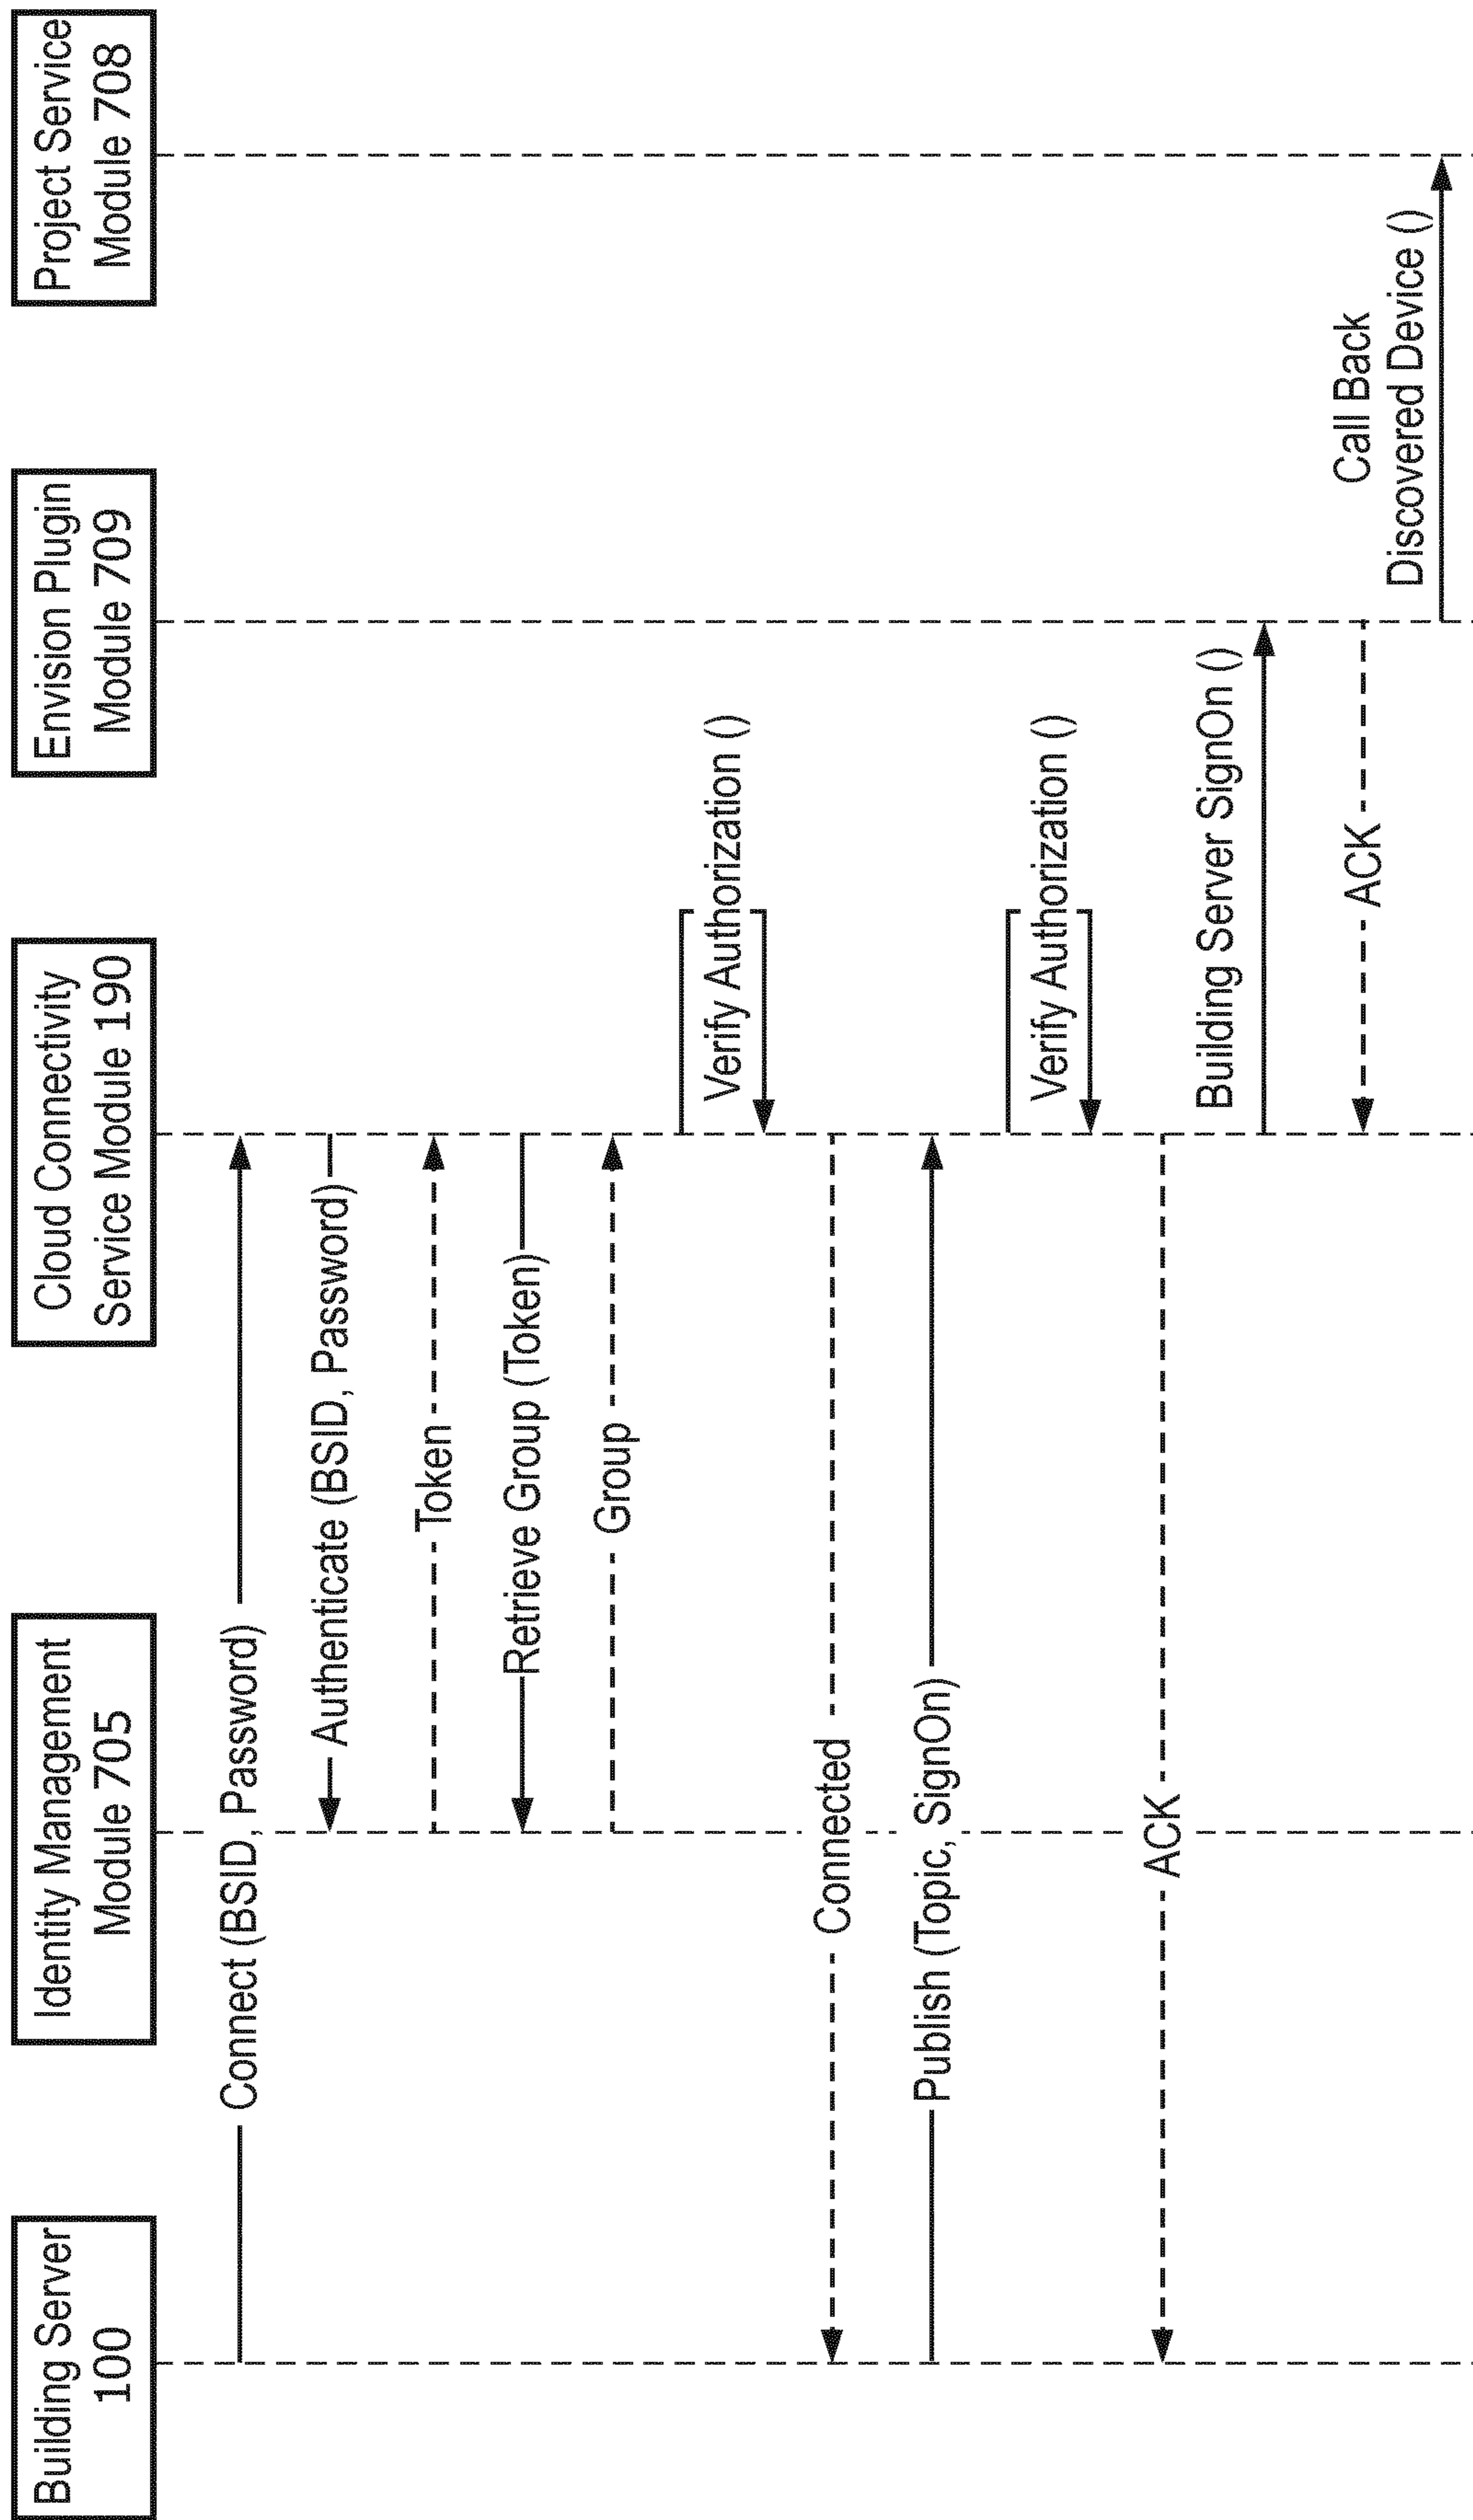 Building Server
100
Identity Management
Module 705
Cloud Connectivity
Service Module 190
Envision Plugin
Module 709
Project Service
Module 708
Connect (BSID, Password)
Authenticate (BSID, Password)
Token
Retrieve Group (Token)
Group
Verify Authorization ()
Connected
Publish (Topic, SignOn)
Verify Authorization ()
ACK
Building Server SignOn ()
ACK
Call Back
Discovered Device ()